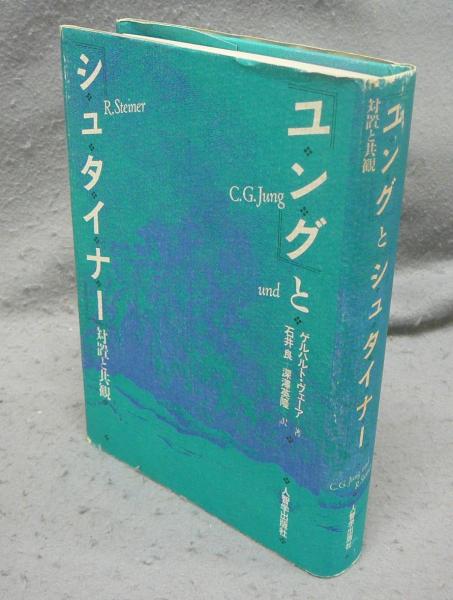 『ユング』と
C.G.Jung
und
『シュタイナー』
R.Steiner
対置と共観
ゲルハルト・ヴェーア 著
石井良 深澤英隆 訳
人智学出版社
ユングとシュタイナー
対置と共観
C.G.Jung
人智学出版社